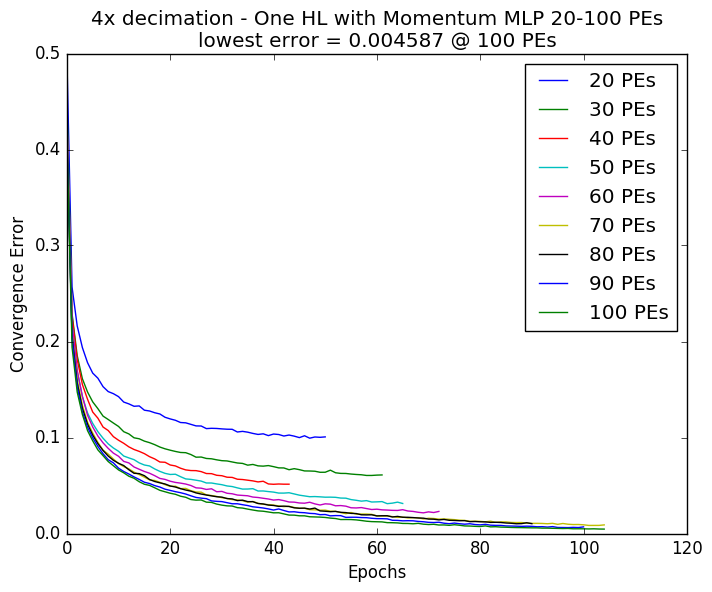 4x decimation - One HL with Momentum MLP 20-100 PEs
lowest error = 0.004587 @ 100 PEs
0.5
0.4
0.3
0.2
0.1
0.0
Convergence Error
20 PEs
30 PEs
40 PEs
50 PEs
60 PEs
70 PEs
80 PEs
90 PEs
100 PEs
0 20 40 60 80 100 120
Epochs